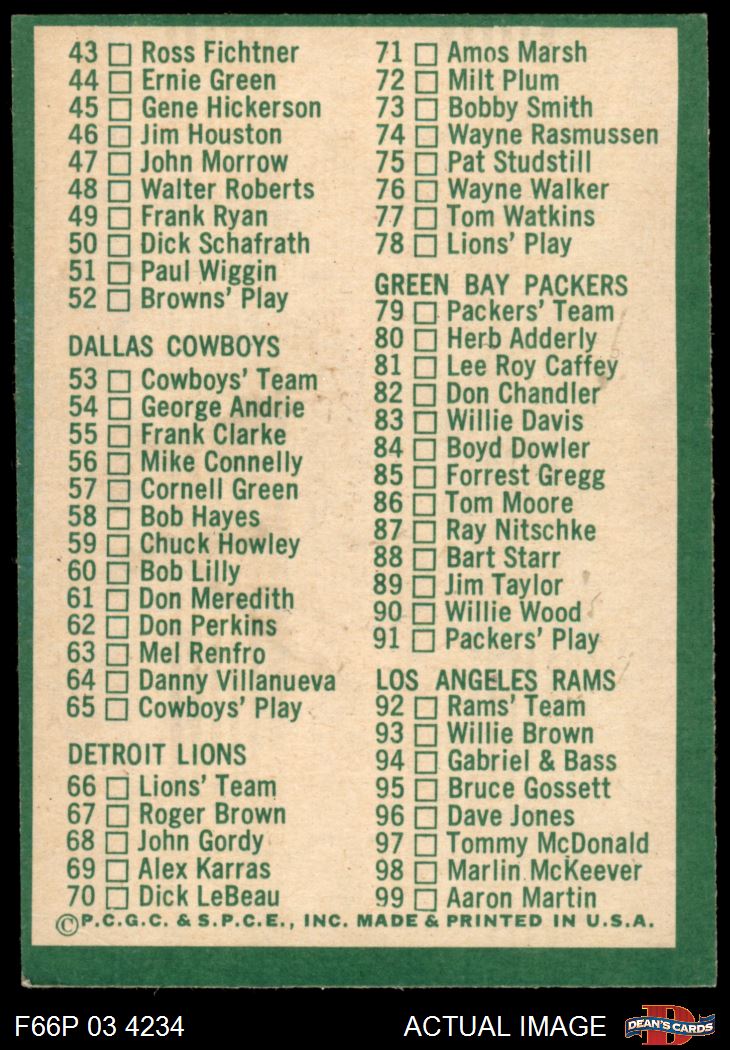 43 Ross Fichtner
44 Ernie Green
45 Gene Hickerson
46 Jim Houston
47 John Morrow
48 Walter Roberts
49 Frank Ryan
50 Dick Schafrath
51 Paul Wiggin
52 Browns' Play
DALLAS COWBOYS
53 Cowboys' Team
54 George Andrie
55 Frank Clarke
56 Mike Connelly
57 Cornell Green
58 Bob Hayes
59 Chuck Howley
60 Bob Lilly
61 Don Meredith
62 Don Perkins
63 Mel Renfro
64 Danny Villanueva
65 Cowboys' Play
DETROIT LIONS
66 Lions' Team
67 Roger Brown
68 John Gordy
69 Alex Karras
70 Dick LeBeau
71 Amos Marsh
72 Milt Plum
73 Bobby Smith
74 Wayne Rasmussen
75 Pat Studstill
76 Wayne Walker
77 Tom Watkins
78 Lions' Play
GREEN BAY PACKERS
79 Packers' Team
80 Herb Adderly
81 Lee Roy Caffey
82 Don Chandler
83 Willie Davis
84 Boyd Dowler
85 Forrest Gregg
86 Tom Moore
87 Ray Nitschke
88 Bart Starr
89 Jim Taylor
90 Willie Wood
91 Packers' Play
LOS ANGELES RAMS
92 Rams' Team
93 Willie Brown
94 Gabriel & Bass
95 Bruce Gossett
96 Dave Jones
97 Tommy McDonald
98 Marlin McKeever
99 Aaron Martin
©P.C.G.C. & S.P.C.E., INC. MADE & PRINTED IN U.S.A.
F66P 03 4234 ACTUAL IMAGE
D
DEAN'S CARDS